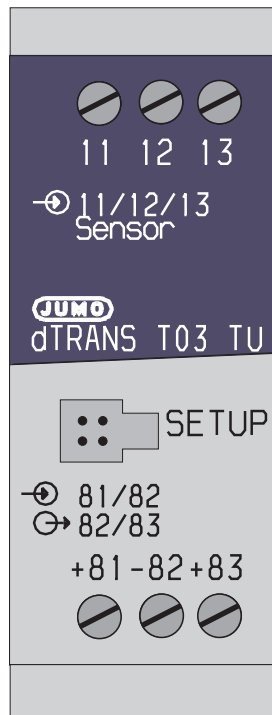 11 12 13
11/12/13
Sensor
JUMO
dTRANS T03 TU
SETUP
81/82
82/83
+81 -82 +83